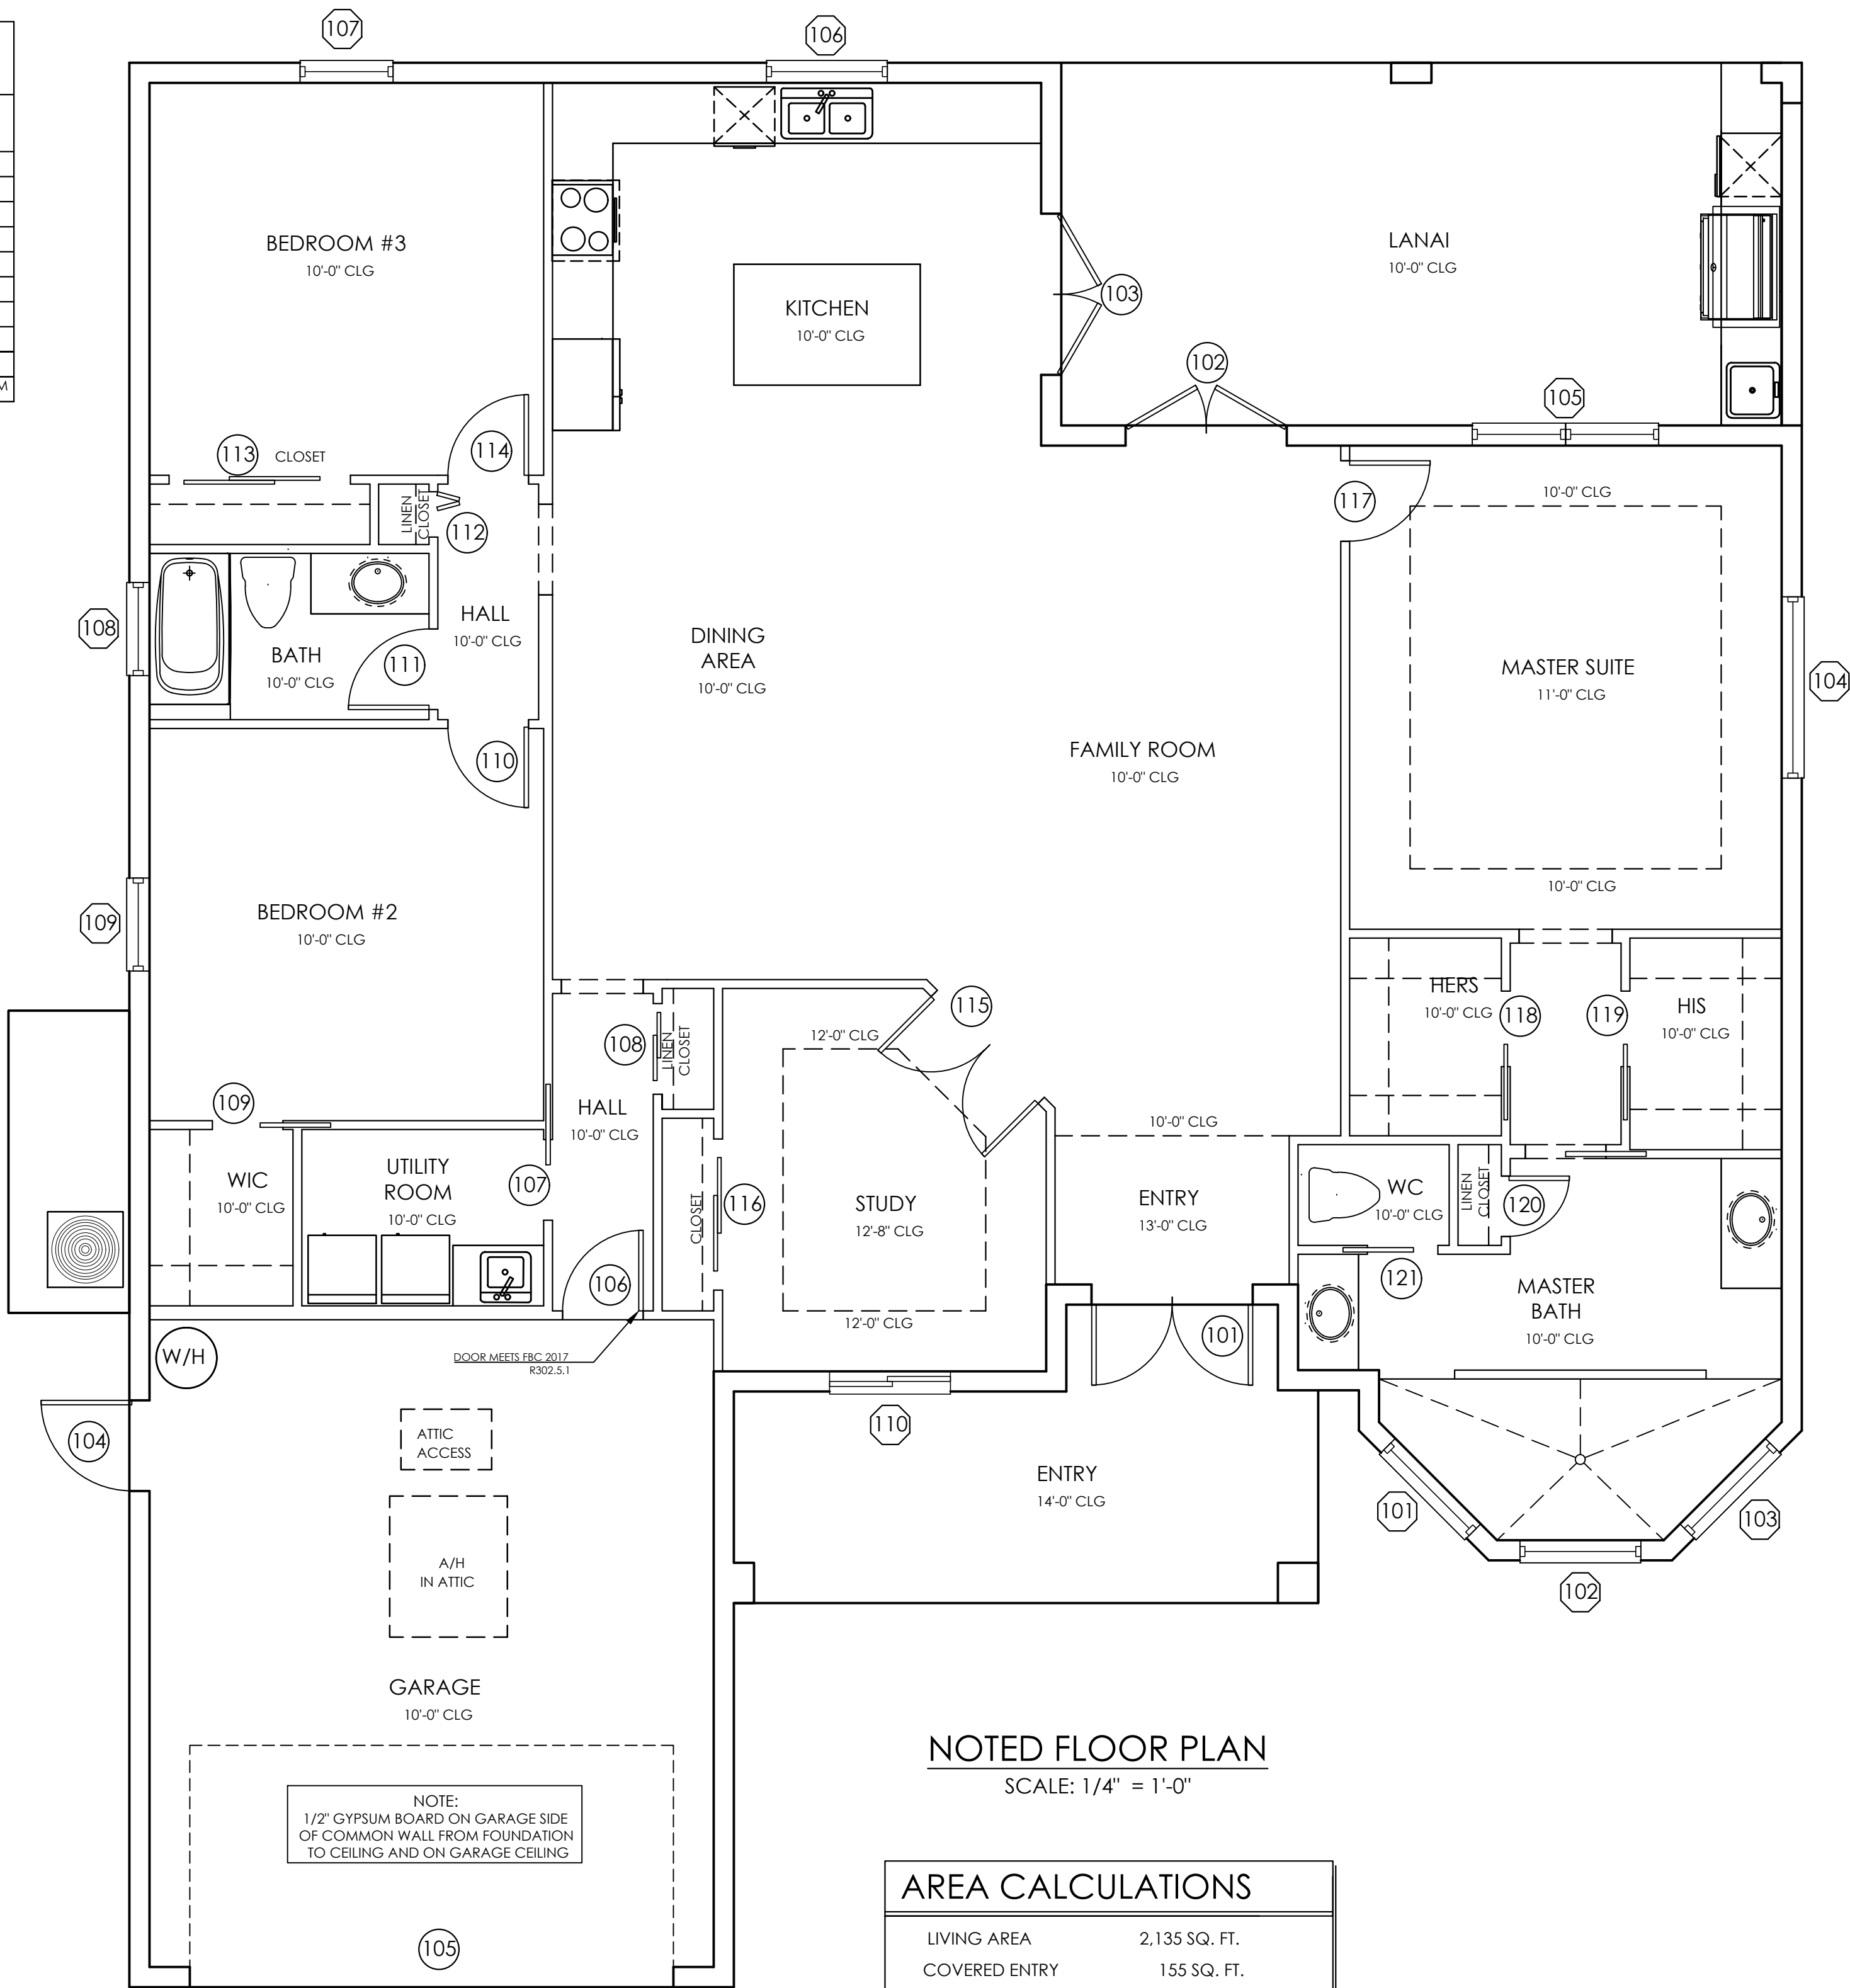 107
106
M
BEDROOM #3
10'-0" CLG
KITCHEN
10'-0" CLG
LANAI
10'-0" CLG
103
102
105
113
CLOSET
114
LINEN
CLOSET
112
117
10'-0" CLG
108
BATH
10'-0" CLG
111
HALL
10'-0" CLG
DINING
AREA
10'-0" CLG
MASTER SUITE
11'-0" CLG
104
110
FAMILY ROOM
10'-0" CLG
10'-0" CLG
109
BEDROOM #2
10'-0" CLG
115
12'-0" CLG
108
LINEN
CLOSET
HERS
10'-0" CLG
118
119
HIS
10'-0" CLG
109
HALL
10'-0" CLG
10'-0" CLG
WIC
10'-0" CLG
UTILITY
ROOM
10'-0" CLG
107
CLOSET
116
STUDY
12'-8" CLG
ENTRY
13'-0" CLG
WC
10'-0" CLG
LINEN
CLOSET
120
106
121
MASTER
BATH
10'-0" CLG
12'-0" CLG
101
W/H
DOOR MEETS FBC 2017
R302.5.1
104
ATTIC
ACCESS
110
ENTRY
14'-0" CLG
101
103
102
A/H
IN ATTIC
GARAGE
10'-0" CLG
NOTED FLOOR PLAN
SCALE: 1/4" = 1'-0"
NOTE:
1/2" GYPSUM BOARD ON GARAGE SIDE
OF COMMON WALL FROM FOUNDATION
TO CEILING AND ON GARAGE CEILING
105
AREA CALCULATIONS
LIVING AREA 2,135 SQ. FT.
COVERED ENTRY 155 SQ. FT.